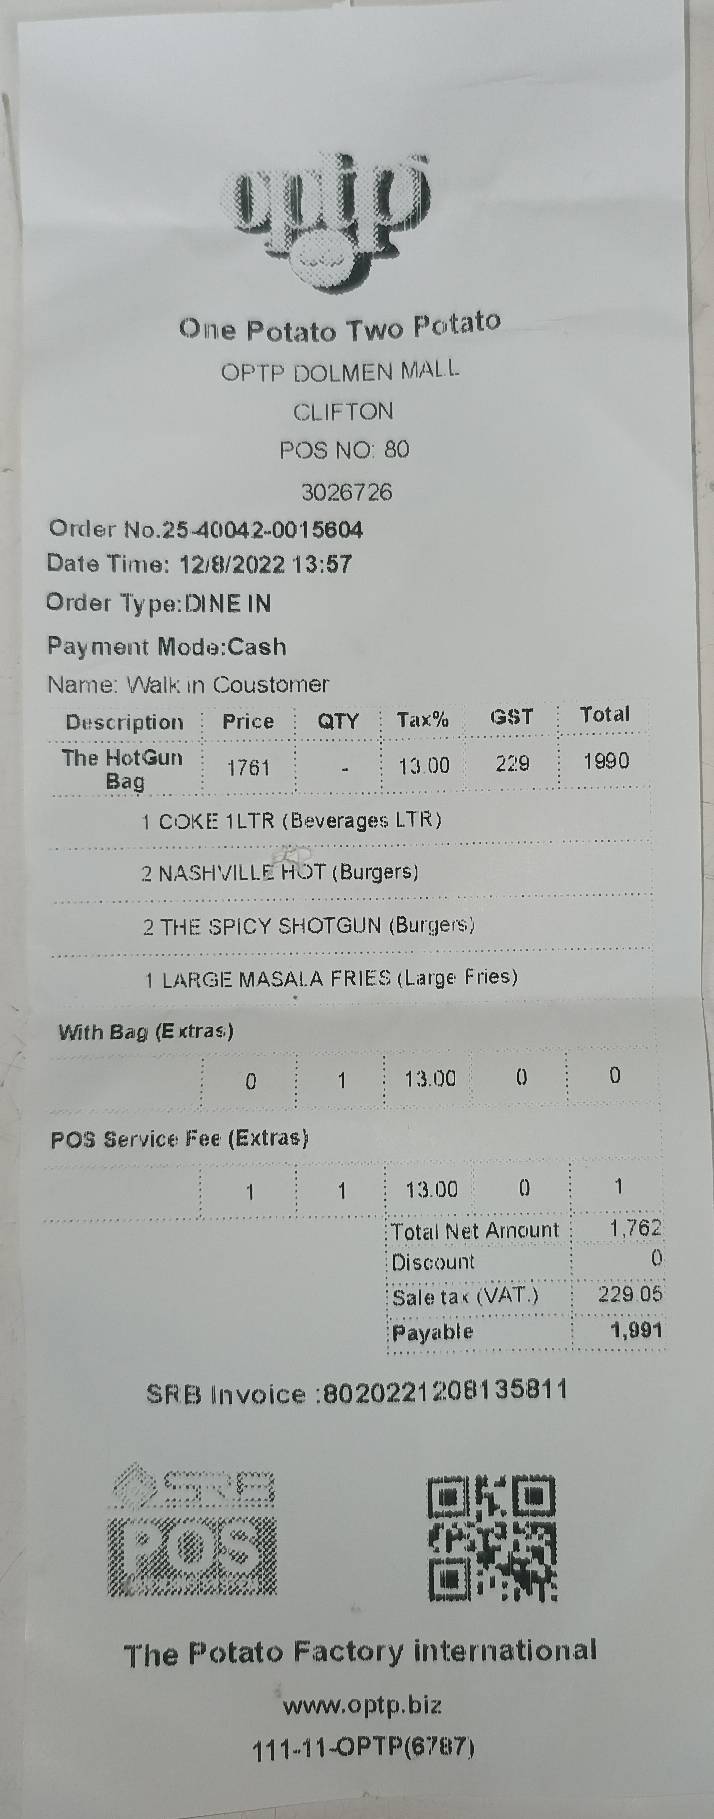 optp
One Potato Two Potato
OPTP DOLMEN MALL
CLIFTON
POS NO: 80
3026726
Order No.25-40042-0015604
Date Time: 12/8/2022 13:57
Order Type:DINE IN
Payment Mode:Cash
Name: Walk in Coustomer
Description Price QTY Tax% GST Total
The HotGun Bag 1761 - 13.00 229 1990
1 COKE 1LTR (Beverages LTR)
2 NASHVILLE HOT (Burgers)
2 THE SPICY SHOTGUN (Burgers)
1 LARGE MASALA FRIES (Large Fries)
With Bag (Extras)
0 1 13.00 0 0
POS Service Fee (Extras)
1 1 13.00 0 1
Total Net Amount 1,762
Discount 0
Sale tax (VAT.) 229.05
Payable 1,991
SRB Invoice :8020221208135811
SRB
POS
The Potato Factory international
www.optp.biz
111-11-OPTP(6787)